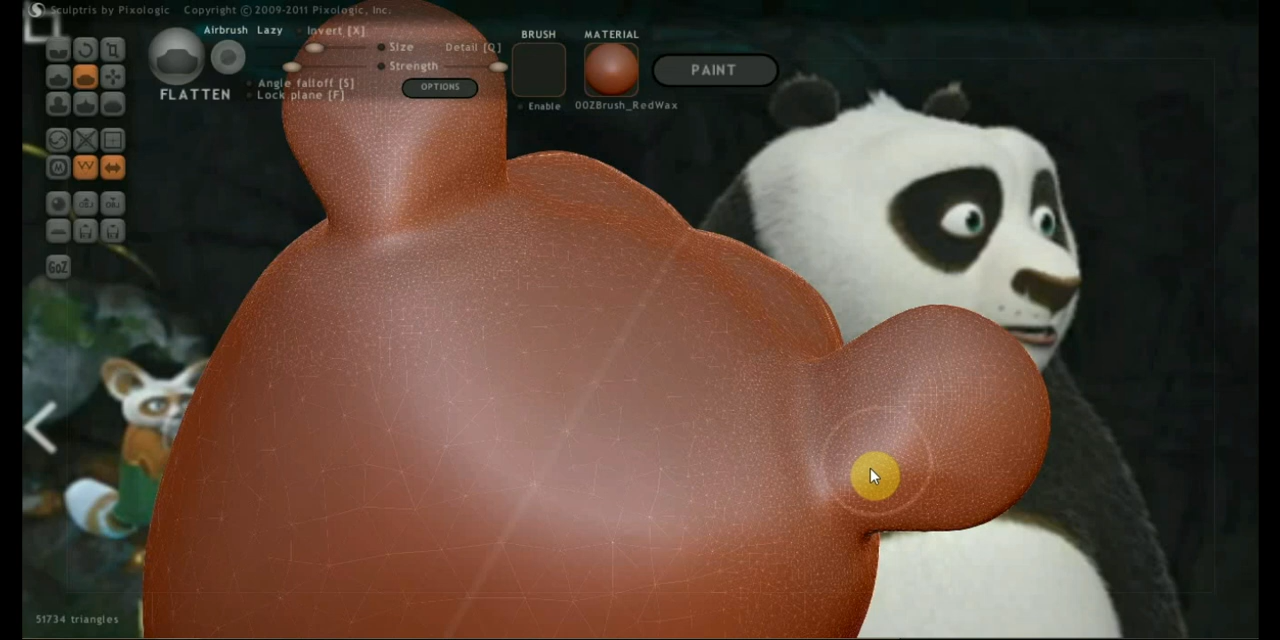 Sculptris by Pixologic Copyright © 2009-2011 Pixologic, Inc.
Airbrush Lazy Invert [X]
Size Detail [Q]
Strength
Angle falloff [S]
Lock plane [F]
OPTIONS
FLATTEN
BRUSH
Enable
MATERIAL
00ZBrush_RedWax
PAINT
GoZ
51734 triangles